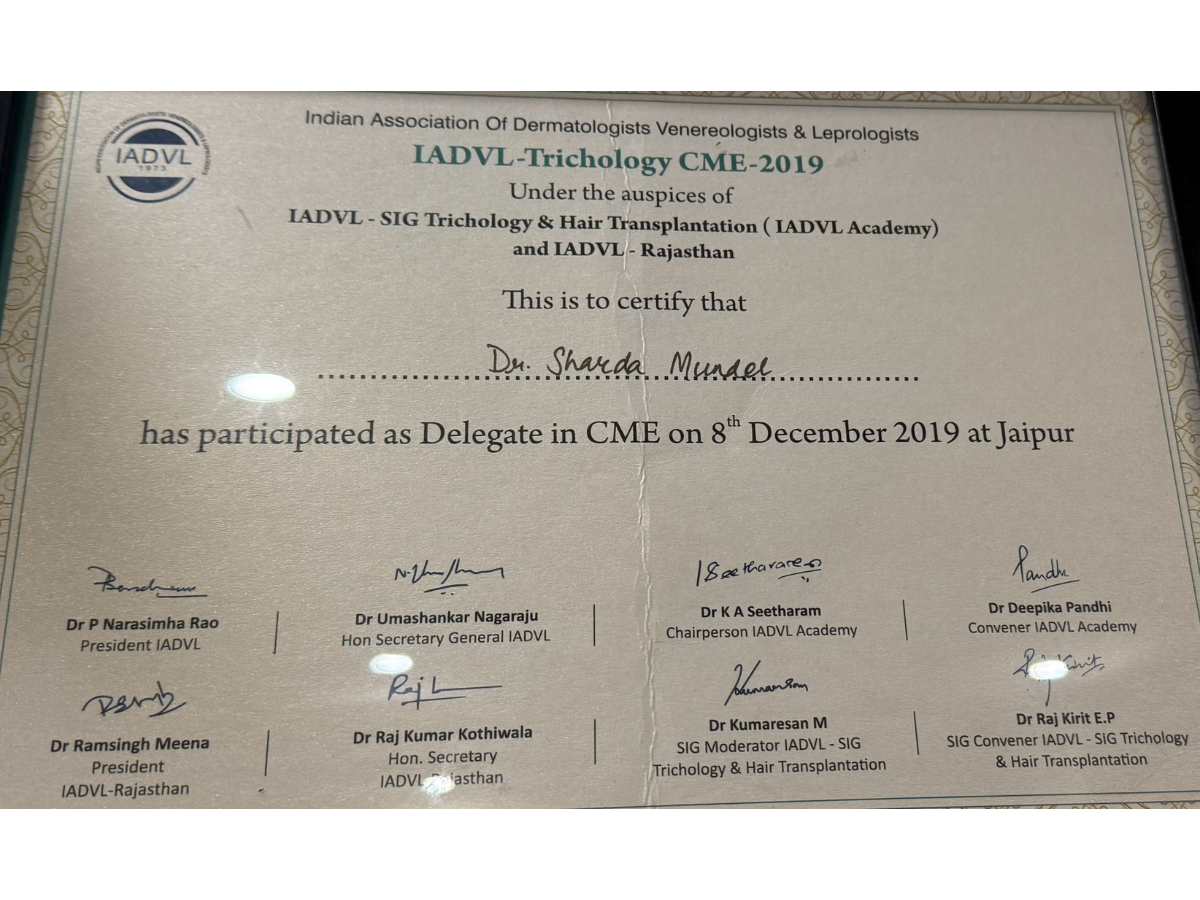 IADVL
1973
Indian Association Of Dermatologists Venereologists & Leprologists
IADVL-Trichology CME-2019
Under the auspices of
IADVL - SIG Trichology & Hair Transplantation ( IADVL Academy)
and IADVL - Rajasthan
This is to certify that
Dr. Sharda Mundel
has participated as Delegate in CME on 8th December 2019 at Jaipur
Dr P Narasimha Rao
President IADVL
Dr Umashankar Nagaraju
Hon Secretary General IADVL
Dr K A Seetharam
Chairperson IADVL Academy
Dr Deepika Pandhi
Convener IADVL Academy
Dr Ramsingh Meena
President
IADVL-Rajasthan
Dr Raj Kumar Kothiwala
Hon. Secretary
IADVL-Rajasthan
Dr Kumaresan M
SIG Moderator IADVL - SIG
Trichology & Hair Transplantation
Dr Raj Kirit E.P
SIG Convener IADVL - SIG Trichology
& Hair Transplantation